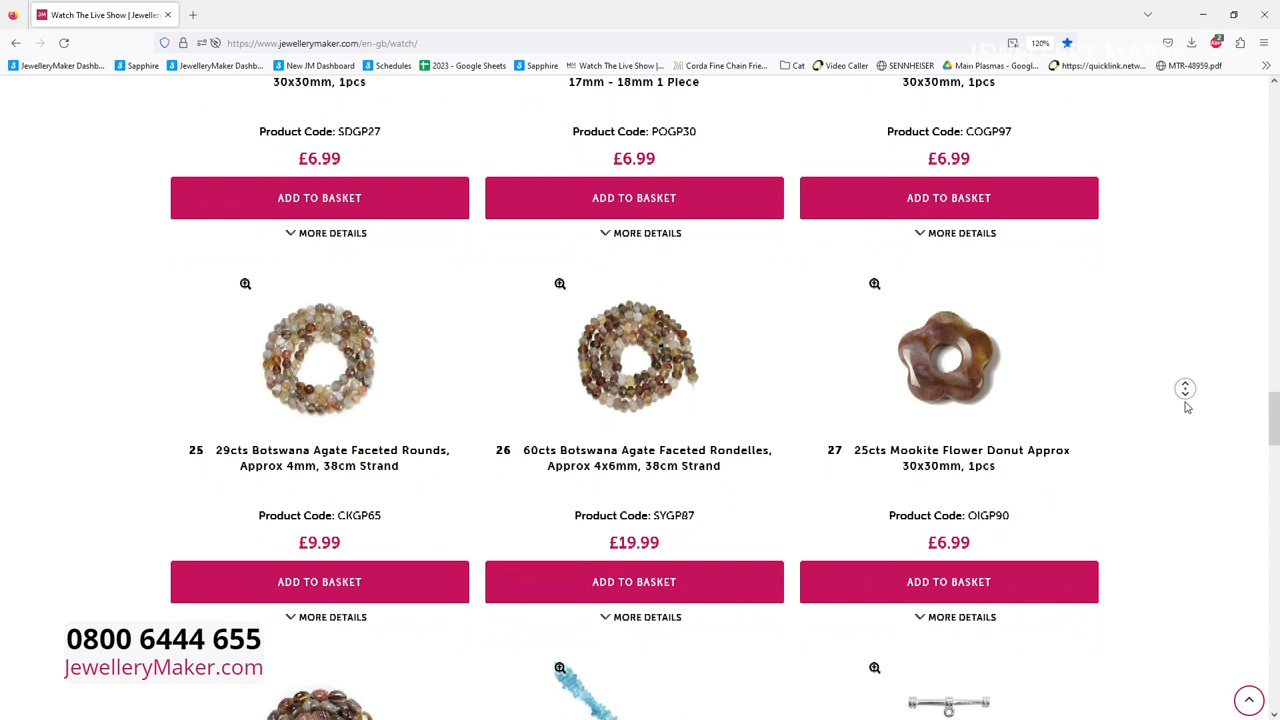 Watch The Live Show | Jeweller
https://www.jewellerymaker.com/en-gb/watch/
120%
2
JewelleryMaker Dashb...
Sapphire
JewelleryMaker Dashb...
New JM Dashboard
Schedules
2023 - Google Sheets
Sapphire
Watch The Live Show |...
Corda Fine Chain Frie...
Cat
Video Caller
SENNHEISER
Main Plasmas - Googl...
https://quicklink.netw...
MTR-48959.pdf
30x30mm, 1pcs
Product Code: SDGP27
£6.99
ADD TO BASKET
MORE DETAILS
17mm - 18mm 1 Piece
Product Code: POGP30
£6.99
ADD TO BASKET
MORE DETAILS
30x30mm, 1pcs
Product Code: COGP97
£6.99
ADD TO BASKET
MORE DETAILS
25 29cts Botswana Agate Faceted Rounds,
Approx 4mm, 38cm Strand
Product Code: CKGP65
£9.99
ADD TO BASKET
MORE DETAILS
26 60cts Botswana Agate Faceted Rondelles,
Approx 4x6mm, 38cm Strand
Product Code: SYGP87
£19.99
ADD TO BASKET
MORE DETAILS
27 25cts Mookite Flower Donut Approx
30x30mm, 1pcs
Product Code: OIGP90
£6.99
ADD TO BASKET
MORE DETAILS
0800 6444 655
JewelleryMaker.com